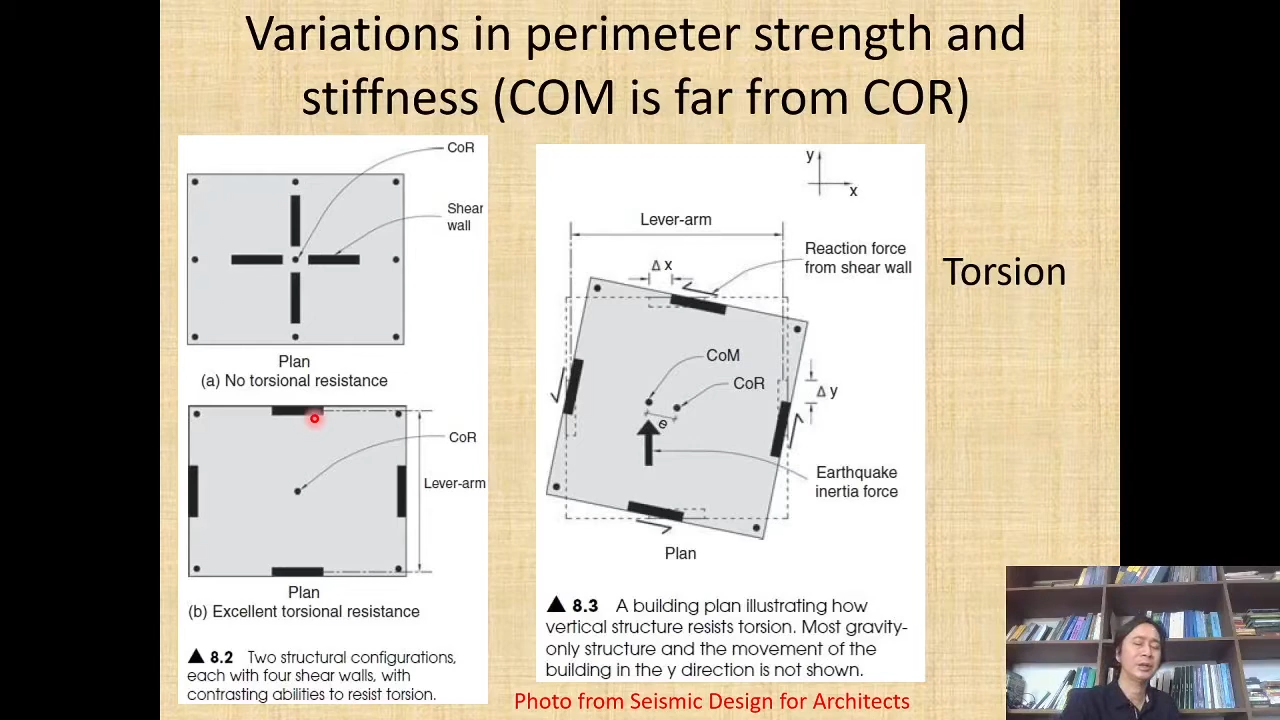 Variations in perimeter strength and
stiffness (COM is far from COR)
CoR
Shear
wall
Plan
(a) No torsional resistance
CoR
Lever-arm
Plan
(b) Excellent torsional resistance
▲ 8.2 Two structural configurations,
each with four shear walls, with
contrasting abilities to resist torsion.
y
x
Lever-arm
Reaction force
from shear wall
Δ x
CoM
CoR
Δ y
e
Earthquake
inertia force
Plan
▲ 8.3 A building plan illustrating how
vertical structure resists torsion. Most gravity-
only structure and the movement of the
building in the y direction is not shown.
Photo from Seismic Design for Architects
Torsion